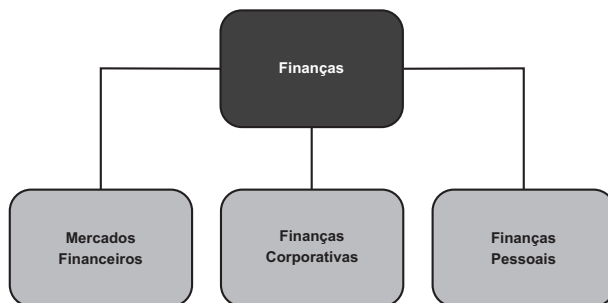 Finanças
Mercados
Financeiros
Finanças
Corporativas
Finanças
Pessoais